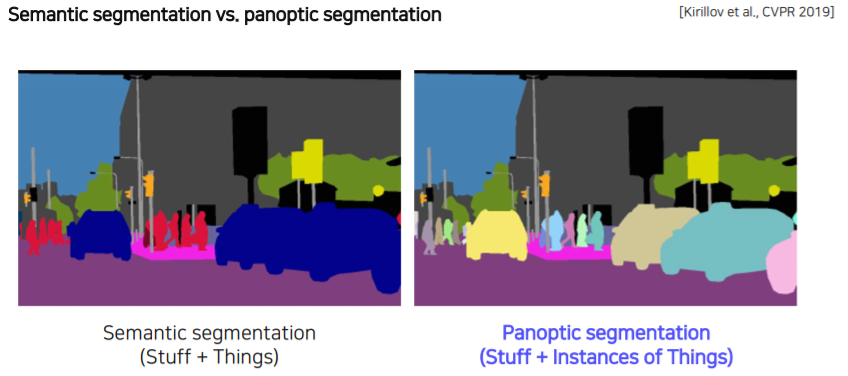 Semantic segmentation vs. panoptic segmentation
[Kirillov et al., CVPR 2019]
Semantic segmentation
(Stuff + Things)
Panoptic segmentation
(Stuff + Instances of Things)